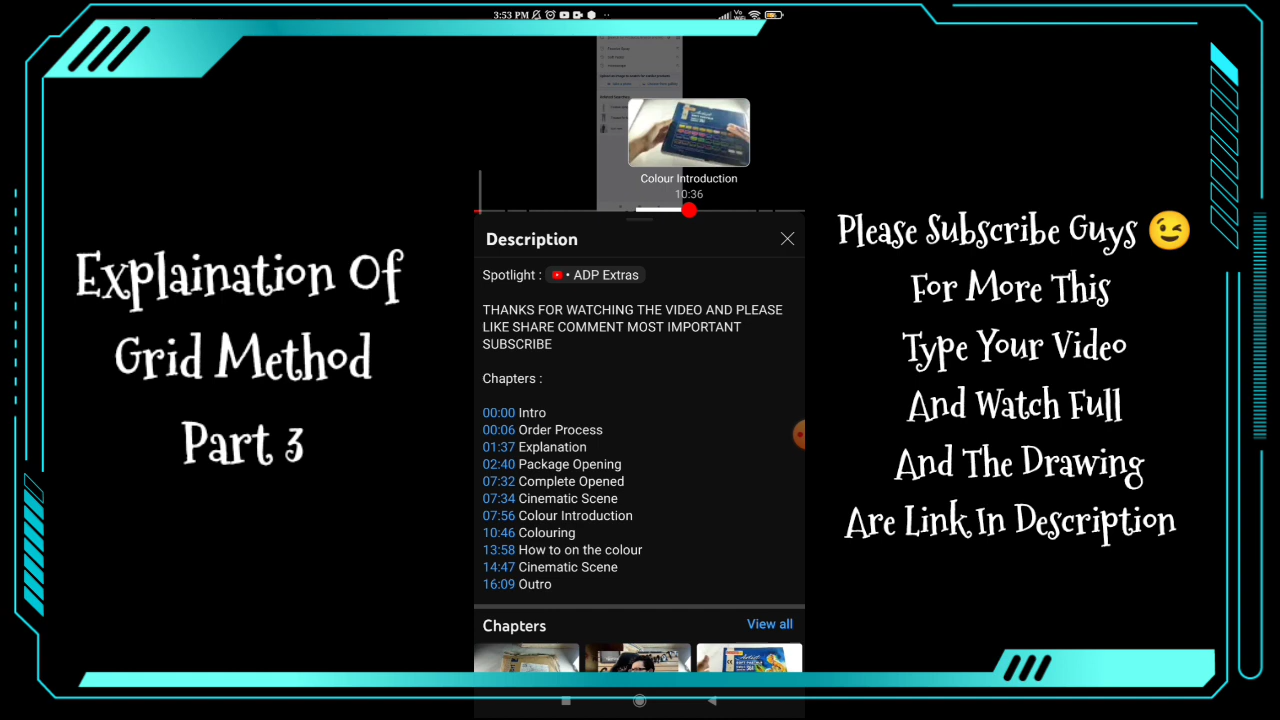 3:53 PM
Vo
WiFi
Colour Introduction
10:36
Description
Spotlight : • ADP Extras
THANKS FOR WATCHING THE VIDEO AND PLEASE
LIKE SHARE COMMENT MOST IMPORTANT
SUBSCRIBE
Chapters :
00:00 Intro
00:06 Order Process
01:37 Explanation
02:40 Package Opening
07:32 Complete Opened
07:34 Cinematic Scene
07:56 Colour Introduction
10:46 Colouring
13:58 How to on the colour
14:47 Cinematic Scene
16:09 Outro
Chapters
View all
Explaination Of
Grid Method
Part 3
Please Subscribe Guys 😉
For More This
Type Your Video
And Watch Full
And The Drawing
Are Link In Description